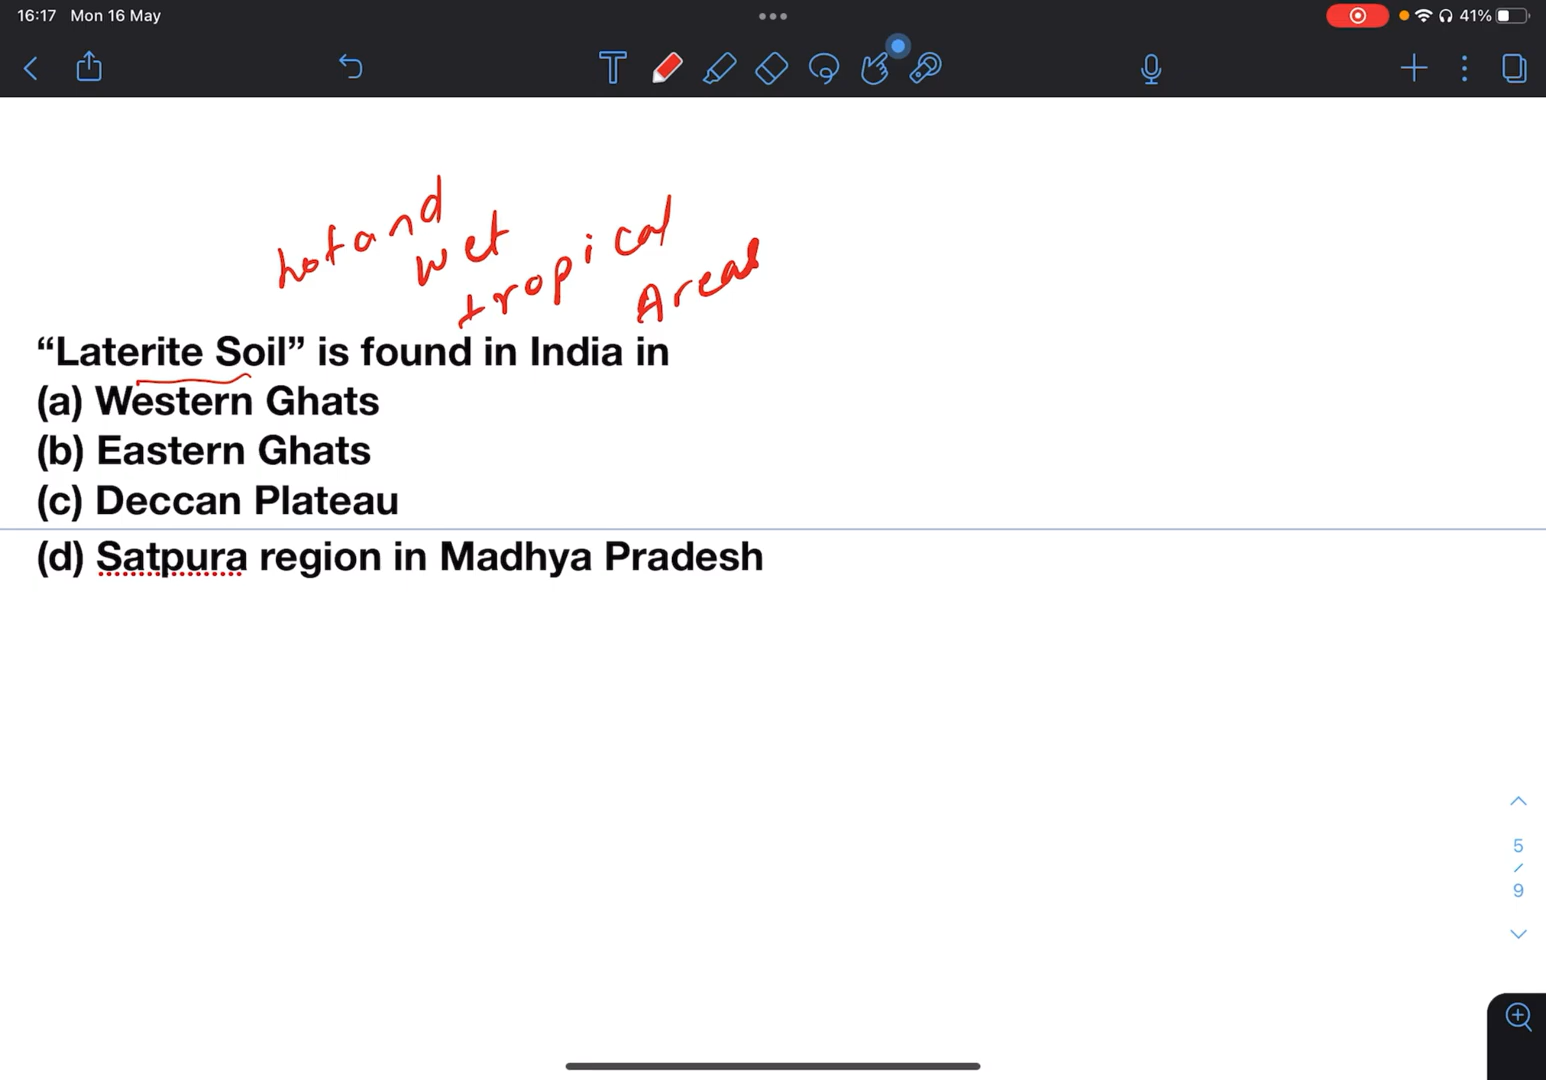 16:17 Mon 16 May
41%
hot and
wet
tropical
Areas
“Laterite Soil” is found in India in
(a) Western Ghats
(b) Eastern Ghats
(c) Deccan Plateau
(d) Satpura region in Madhya Pradesh
5
/
9